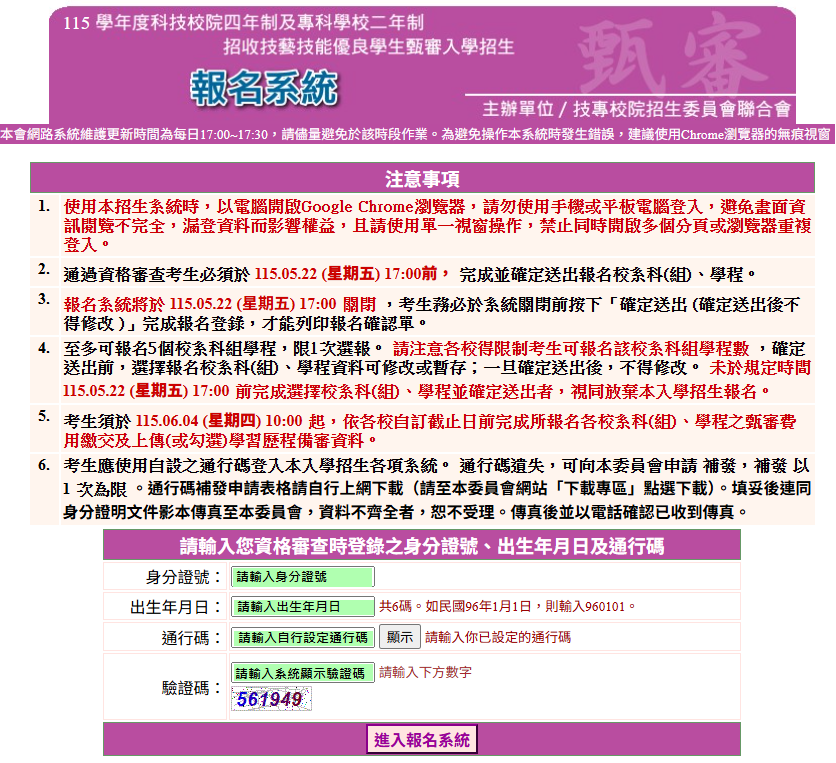 115 學年度科技校院四年制及專科學校二年制
招收技藝技能優良學生甄審入學招生
甄審
報名系統
主辦單位 / 技專校院招生委員會聯合會
本會網路系統維護更新時間為每日17:00~17:30，請儘量避免於該時段作業。為避免操作本系統時發生錯誤，建議使用Chrome瀏覽器的無痕視窗
注意事項
1. 使用本招生系統時，以電腦開啟Google Chrome瀏覽器，請勿使用手機或平板電腦登入，避免畫面資
訊閱覽不完全，漏登資料而影響權益，且請使用單一視窗操作，禁止同時開啟多個分頁或瀏覽器重複
登入。
2. 通過資格審查考生必須於 115.05.22 (星期五) 17:00前， 完成並確定送出報名校系科(組)、學程。
3. 報名系統將於 115.05.22 (星期五) 17:00 關閉 ，考生務必於系統關閉前按下「確定送出 (確定送出後不
得修改 )」完成報名登錄，才能列印報名確認單。
4. 至多可報名5個校系科組學程，限1次選報。 請注意各校得限制考生可報名該校系科組學程數 ，確定
送出前，選擇報名校系科(組)、學程資料可修改或暫存；一旦確定送出後，不得修改。 未於規定時間
115.05.22 (星期五) 17:00 前完成選擇校系科(組)、學程並確定送出者，視同放棄本入學招生報名。
5. 考生須於 115.06.04 (星期四) 10:00 起，依各校自訂截止日前完成所報名各校系科(組)、學程之甄審費
用繳交及上傳(或勾選)學習歷程備審資料。
6. 考生應使用自設之通行碼登入本入學招生各項系統。 通行碼遺失，可向本委員會申請 補發，補發 以
1 次為限 。通行碼補發申請表格請自行上網下載（請至本委員會網站「下載專區」點選下載）。填妥後連同
身分證明文件影本傳真至本委員會，資料不齊全者，恕不受理。傳真後並以電話確認已收到傳真。
請輸入您資格審查時登錄之身分證號、出生年月日及通行碼
身分證號： 請輸入身分證號
出生年月日： 請輸入出生年月日 共6碼。如民國96年1月1日，則輸入960101。
通行碼： 請輸入自行設定通行碼 顯示 請輸入你已設定的通行碼
驗證碼： 請輸入系統顯示驗證碼 請輸入下方數字
561949
進入報名系統